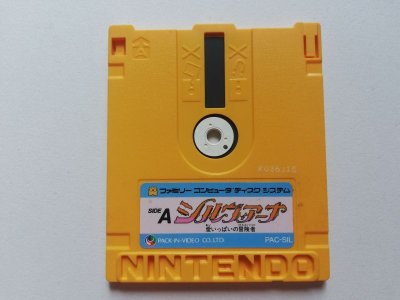 A
ファミリー コンピュータ ディスク システム
SIDE A
シルヴィアーナ
愛いっぱいの冒険者
PACK-IN-VIDEO CO.LTD.
PAC-SIL
NINTENDO